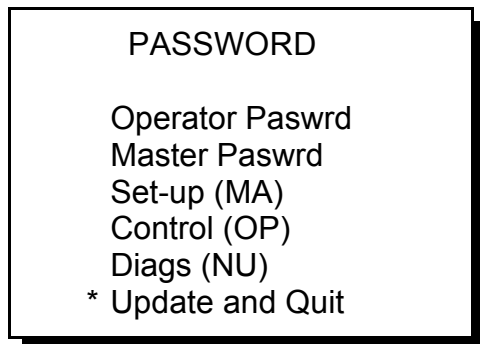 PASSWORD
Operator Paswrd
Master Paswrd
Set-up (MA)
Control (OP)
Diags (NU)
* Update and Quit